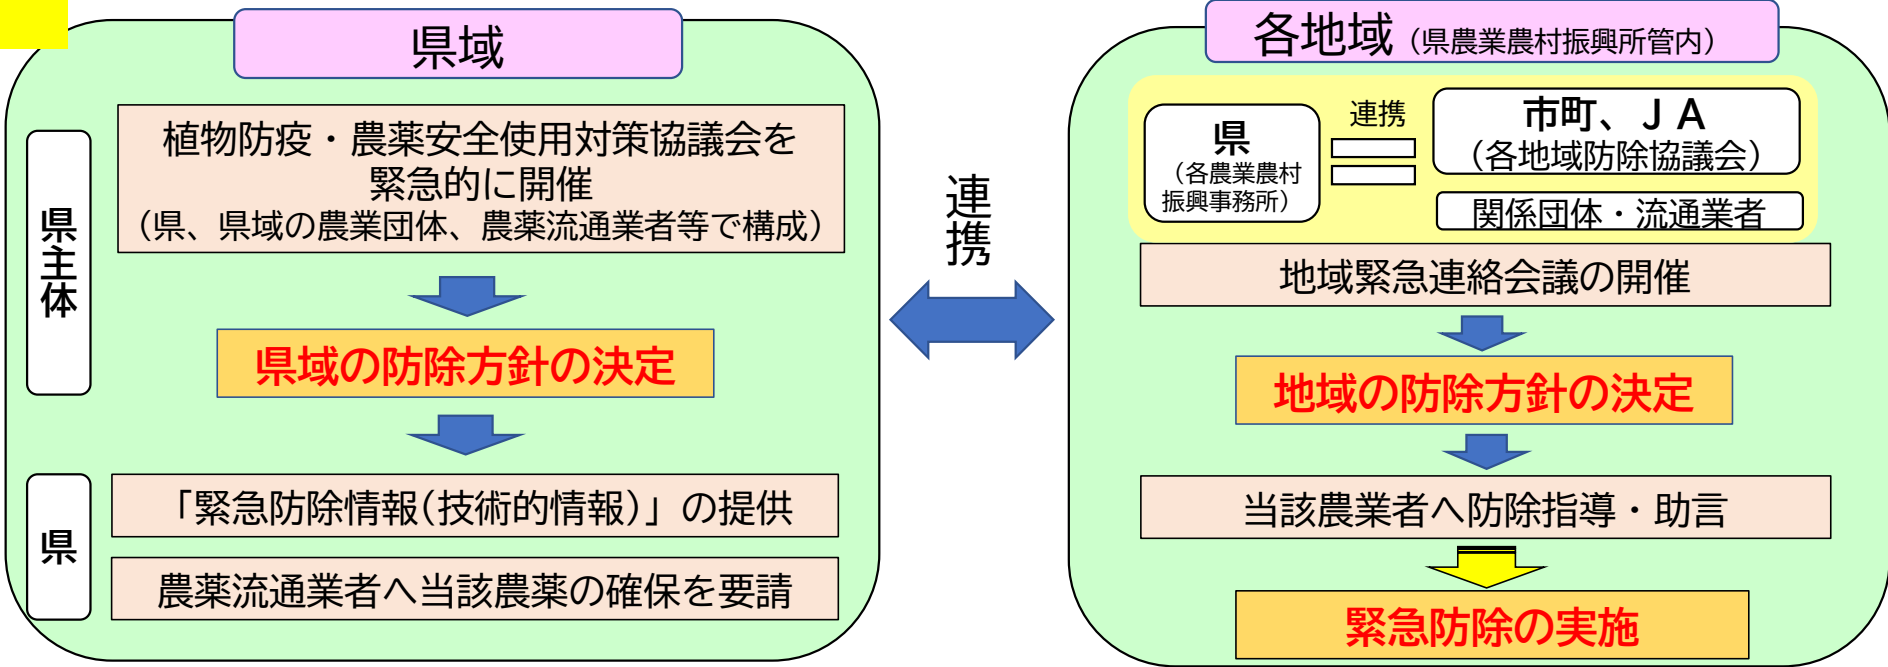 県域
県主体
植物防疫・農薬安全使用対策協議会を
緊急的に開催
（県、県域の農業団体、農薬流通業者等で構成）
県域の防除方針の決定
県
「緊急防除情報(技術的情報)」の提供
農薬流通業者へ当該農薬の確保を要請
連携
各地域（県農業農村振興所管内）
県
（各農業農村
振興事務所）
連携
市町、ＪＡ
（各地域防除協議会）
関係団体・流通業者
地域緊急連絡会議の開催
地域の防除方針の決定
当該農業者へ防除指導・助言
緊急防除の実施